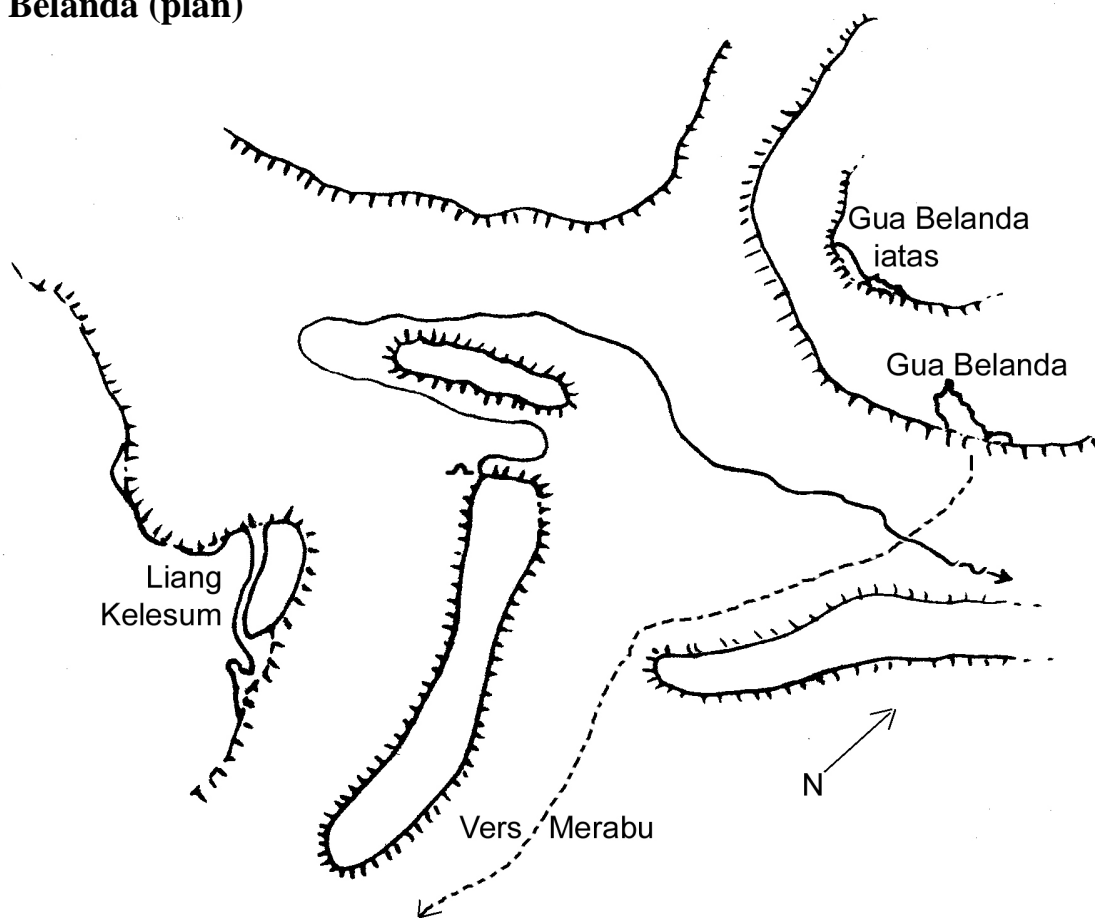 Belanda (plan)
Gua Belanda
iatas
Gua Belanda
Liang
Kelesum
N
Vers Merabu